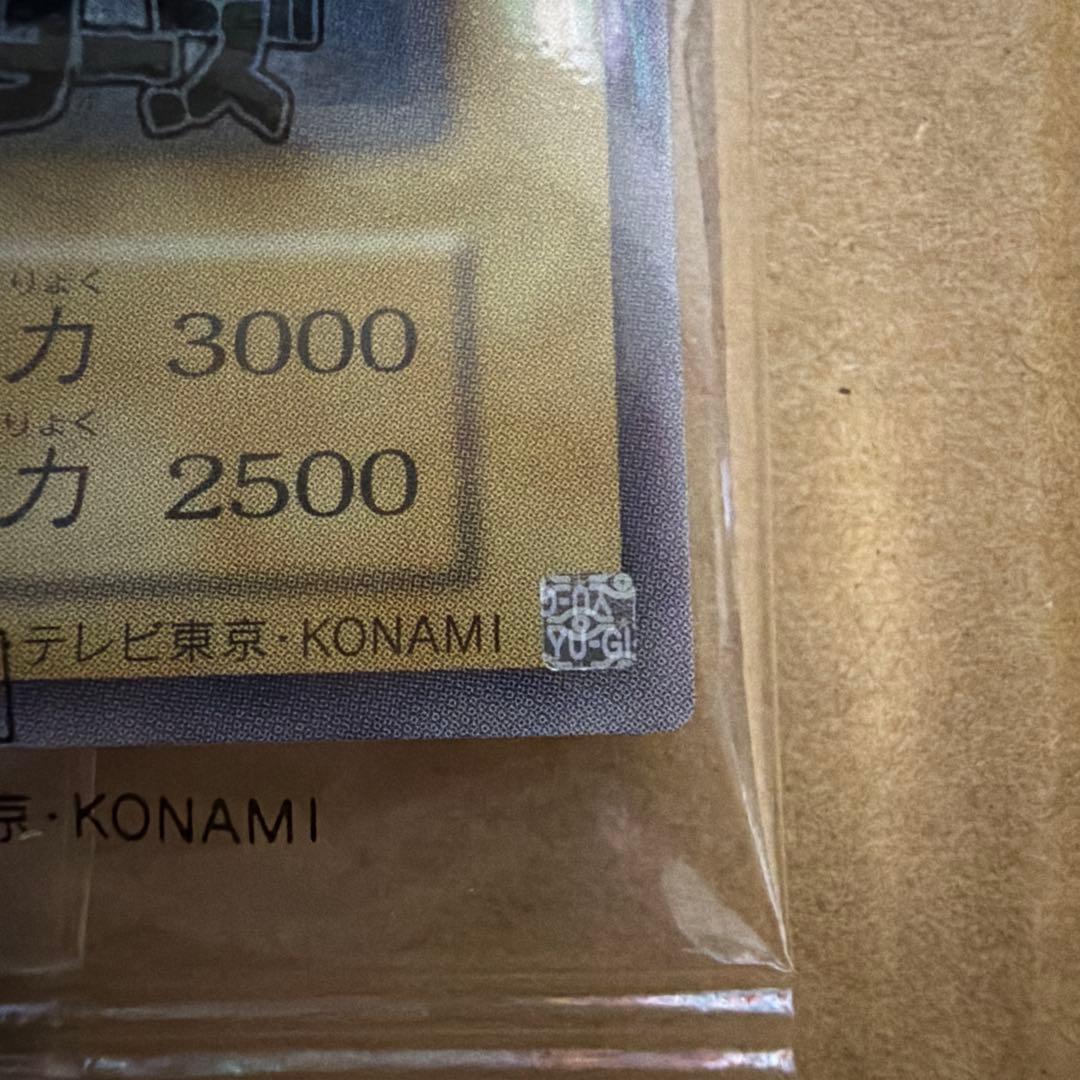 りょく
力 3000
りょく
力 2500
・テレビ東京・KONAMI
YU-GI
京・KONAMI